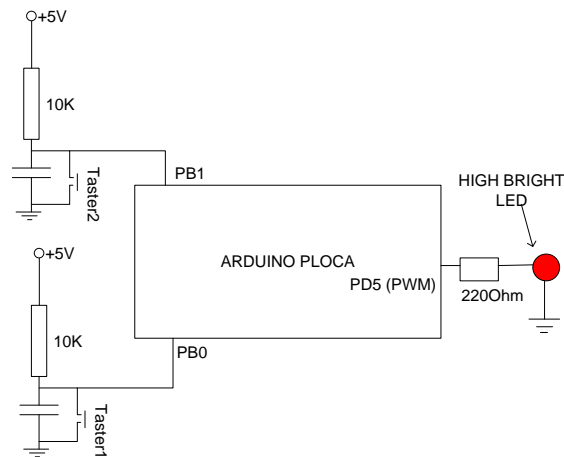 +5V
10K
Taster2
PB1
HIGH BRIGHT
LED
ARDUINO PLOCA
PD5 (PWM)
220Ohm
+5V
10K
PB0
Taster1